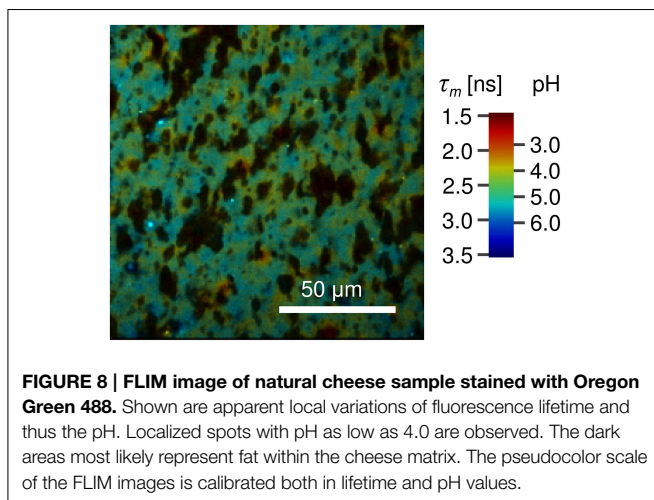 τm [ns] pH
1.5
2.0
2.5
3.0
3.5
3.0
4.0
5.0
6.0
50 µm
FIGURE 8 | FLIM image of natural cheese sample stained with Oregon
Green 488. Shown are apparent local variations of fluorescence lifetime and
thus the pH. Localized spots with pH as low as 4.0 are observed. The dark
areas most likely represent fat within the cheese matrix. The pseudocolor scale
of the FLIM images is calibrated both in lifetime and pH values.